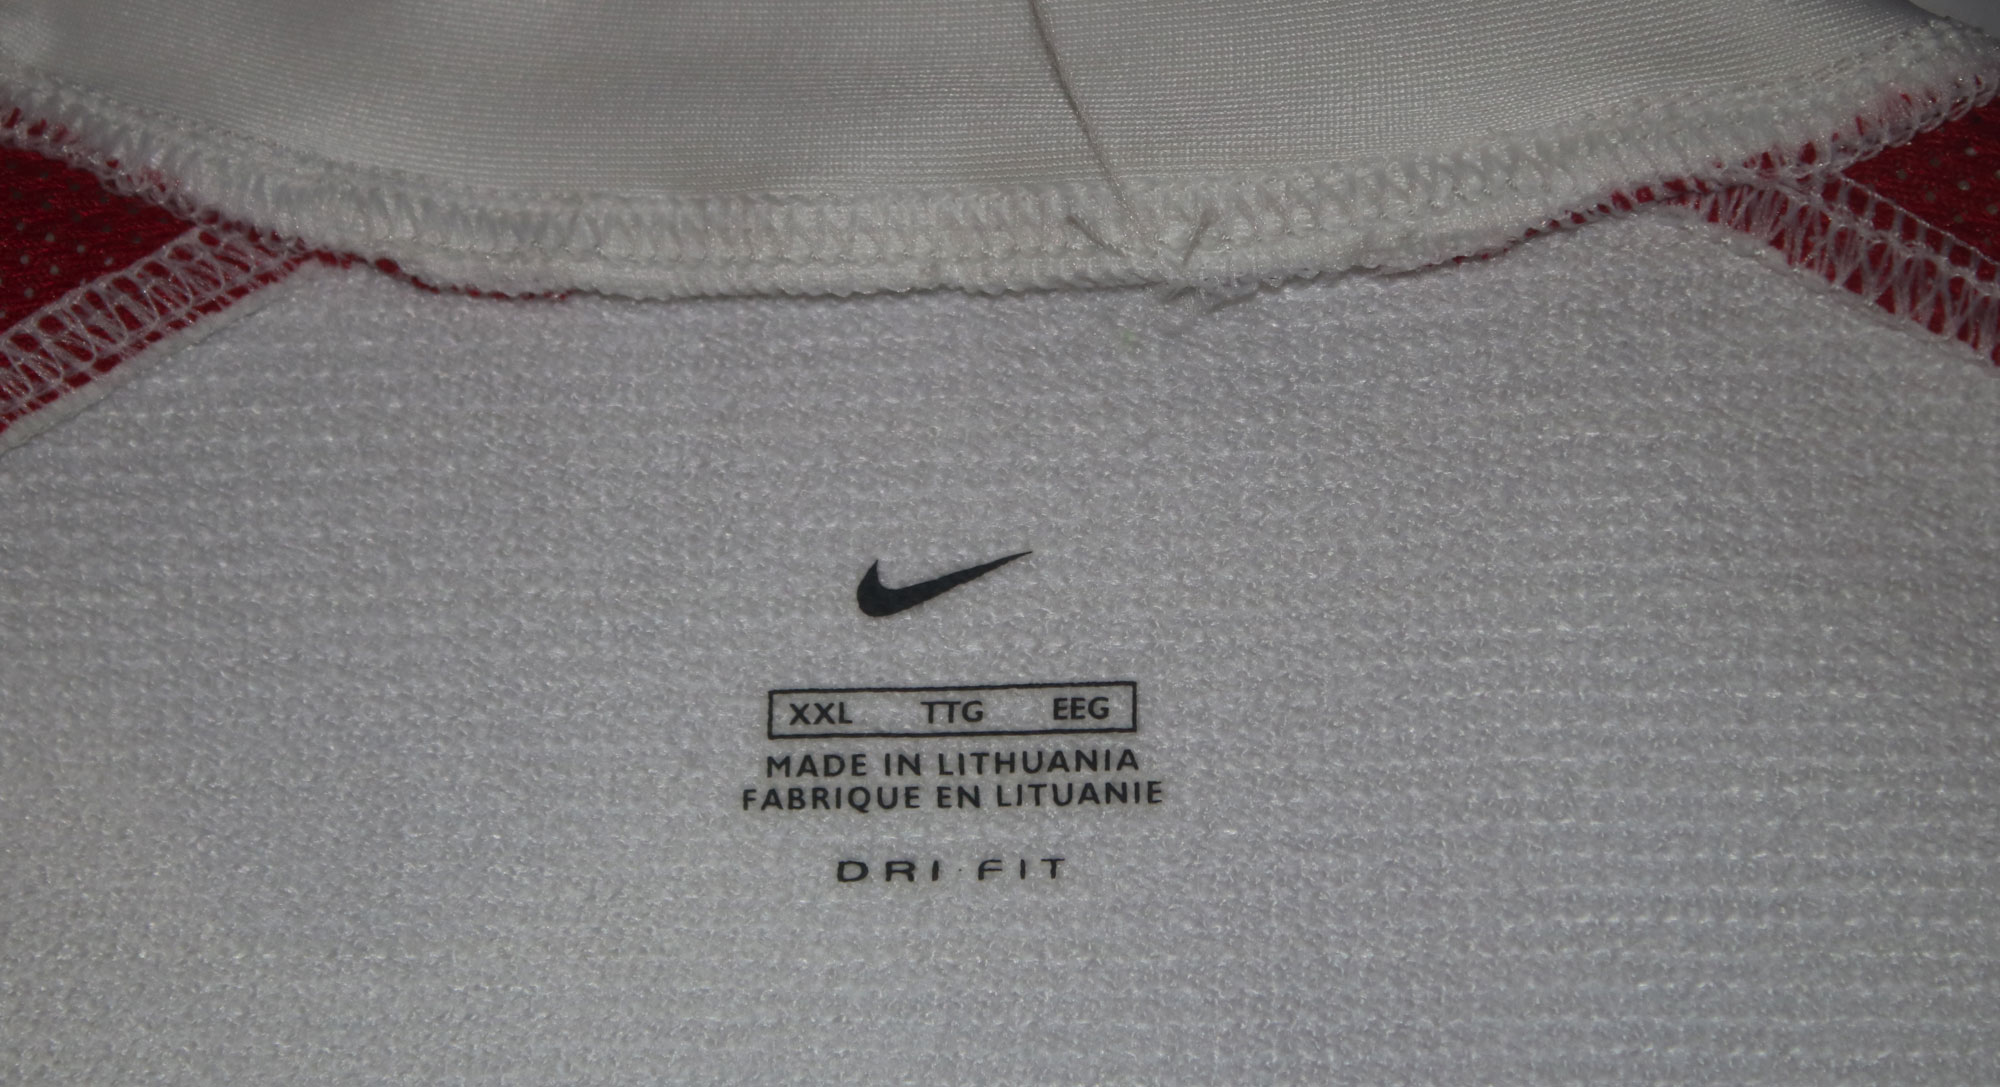 XXL TTG EEG
MADE IN LITHUANIA
FABRIQUE EN LITUANIE
DRI·FIT